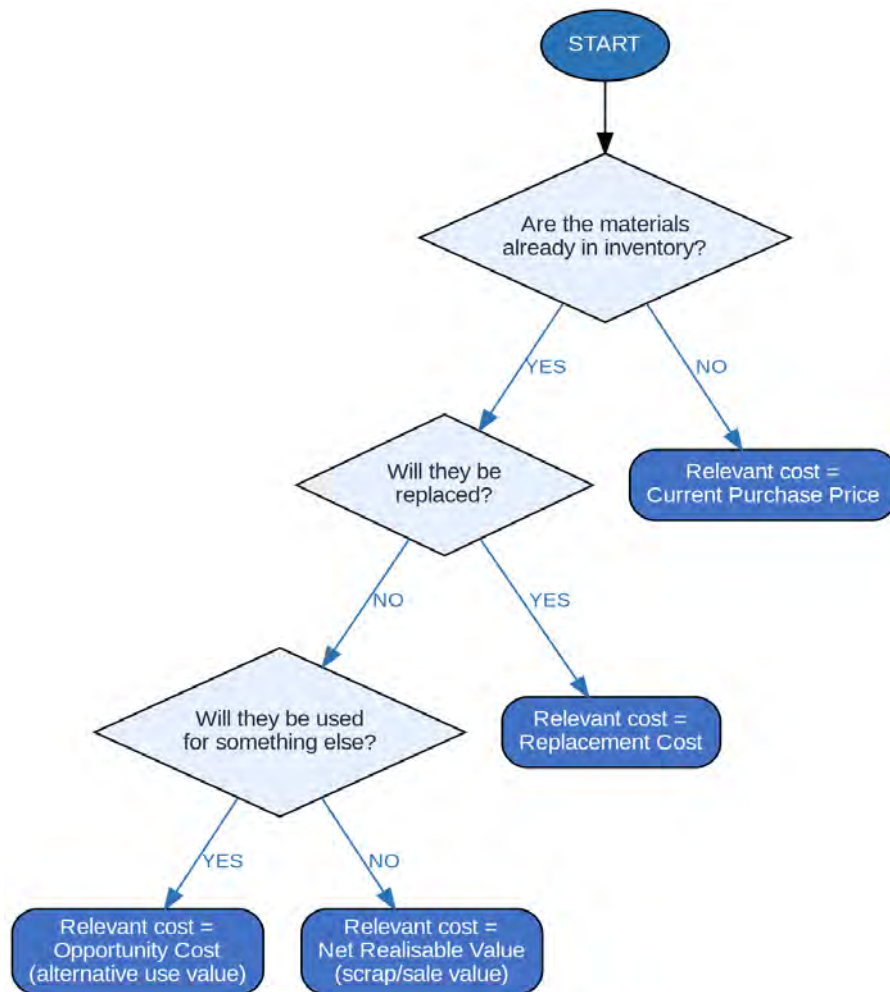 START
Are the materials
already in inventory?
YES
NO
Will they be
replaced?
Relevant cost =
Current Purchase Price
NO
YES
Will they be used
for something else?
Relevant cost =
Replacement Cost
YES
NO
Relevant cost =
Opportunity Cost
(alternative use value)
Relevant cost =
Net Realisable Value
(scrap/sale value)